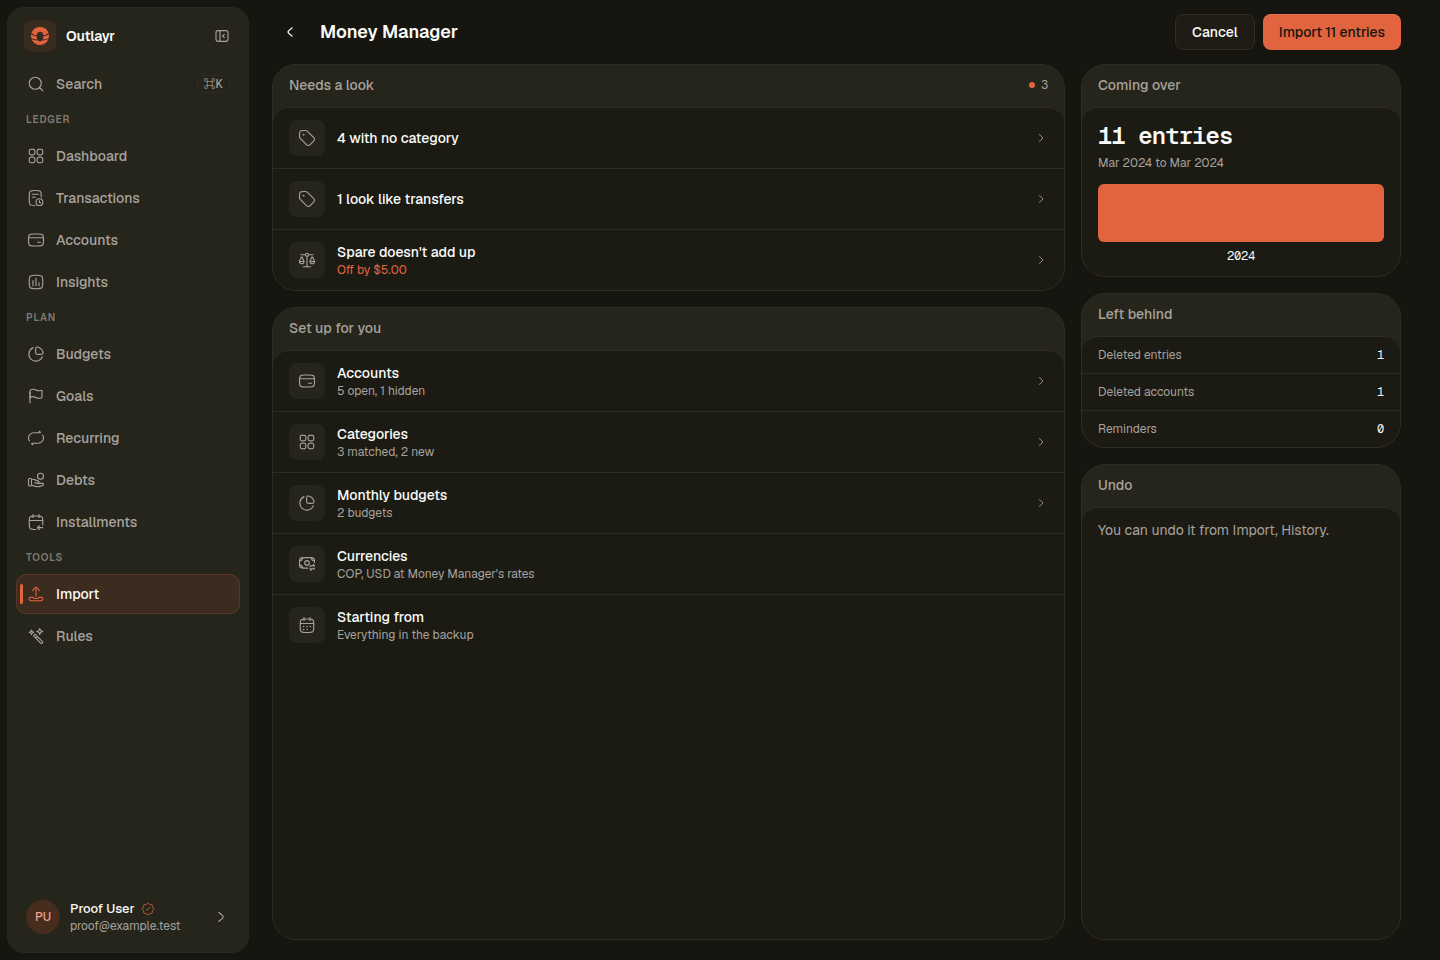 Outlayr
Search
⌘K
LEDGER
Dashboard
Transactions
Accounts
Insights
PLAN
Budgets
Goals
Recurring
Debts
Installments
TOOLS
Import
Rules
PU
Proof User
proof@example.test
Money Manager
Cancel
Import 11 entries
Needs a look
3
4 with no category
1 look like transfers
Spare doesn't add up
Off by $5.00
Set up for you
Accounts
5 open, 1 hidden
Categories
3 matched, 2 new
Monthly budgets
2 budgets
Currencies
COP, USD at Money Manager's rates
Starting from
Everything in the backup
Coming over
11 entries
Mar 2024 to Mar 2024
2024
Left behind
Deleted entries 1
Deleted accounts 1
Reminders 0
Undo
You can undo it from Import, History.